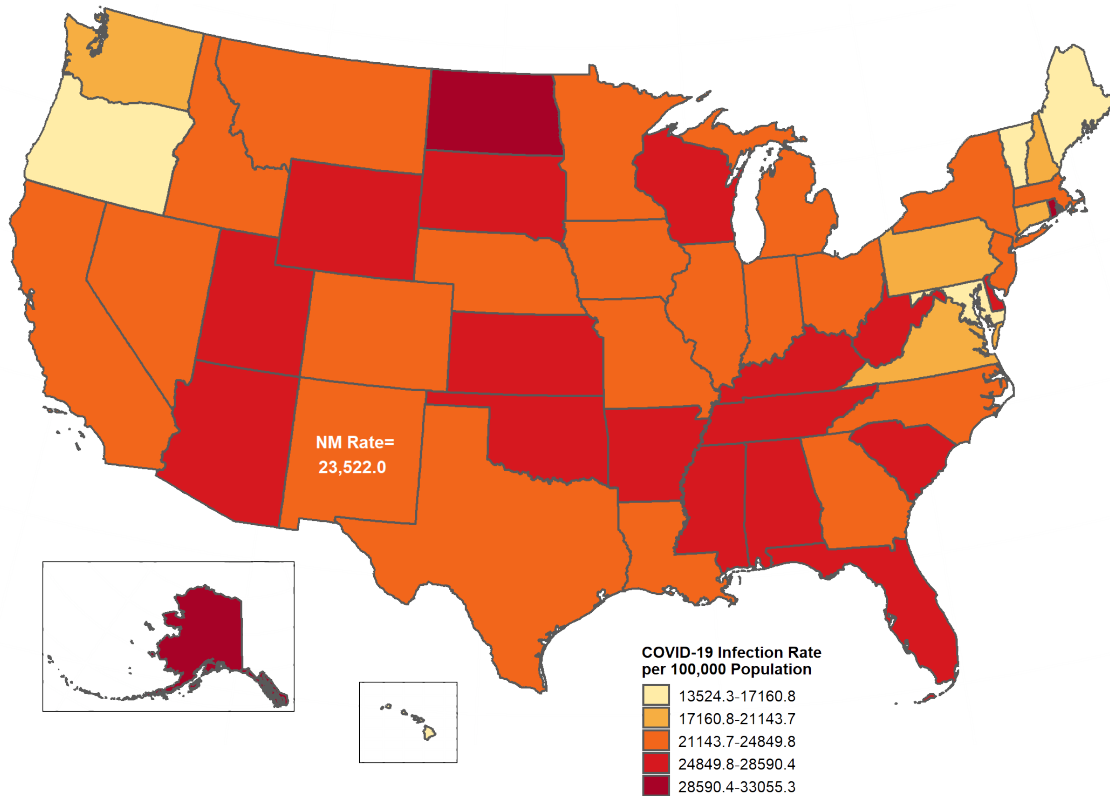 NM Rate=
23,522.0
COVID-19 Infection Rate
per 100,000 Population
13524.3-17160.8
17160.8-21143.7
21143.7-24849.8
24849.8-28590.4
28590.4-33055.3